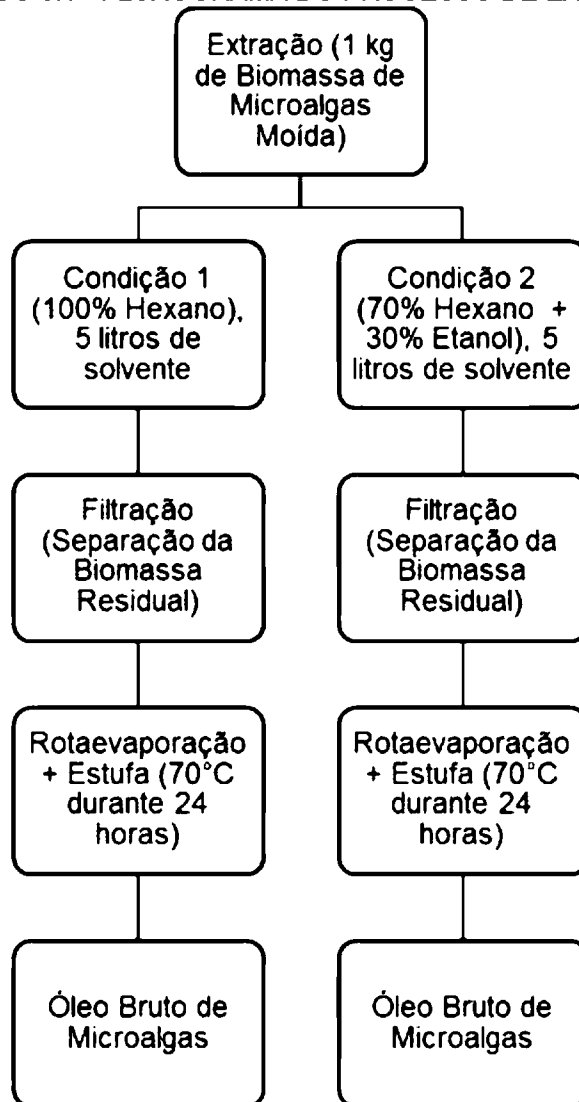 Extração (1 kg
de Biomassa de
Microalgas
Moída)
Condição 1
(100% Hexano),
5 litros de
solvente
Condição 2
(70% Hexano +
30% Etanol), 5
litros de solvente
Filtração
(Separação da
Biomassa
Residual)
Filtração
(Separação da
Biomassa
Residual)
Rotaevaporação
+ Estufa (70°C
durante 24
horas)
Rotaevaporação
+ Estufa (70°C
durante 24
horas)
Óleo Bruto de
Microalgas
Óleo Bruto de
Microalgas